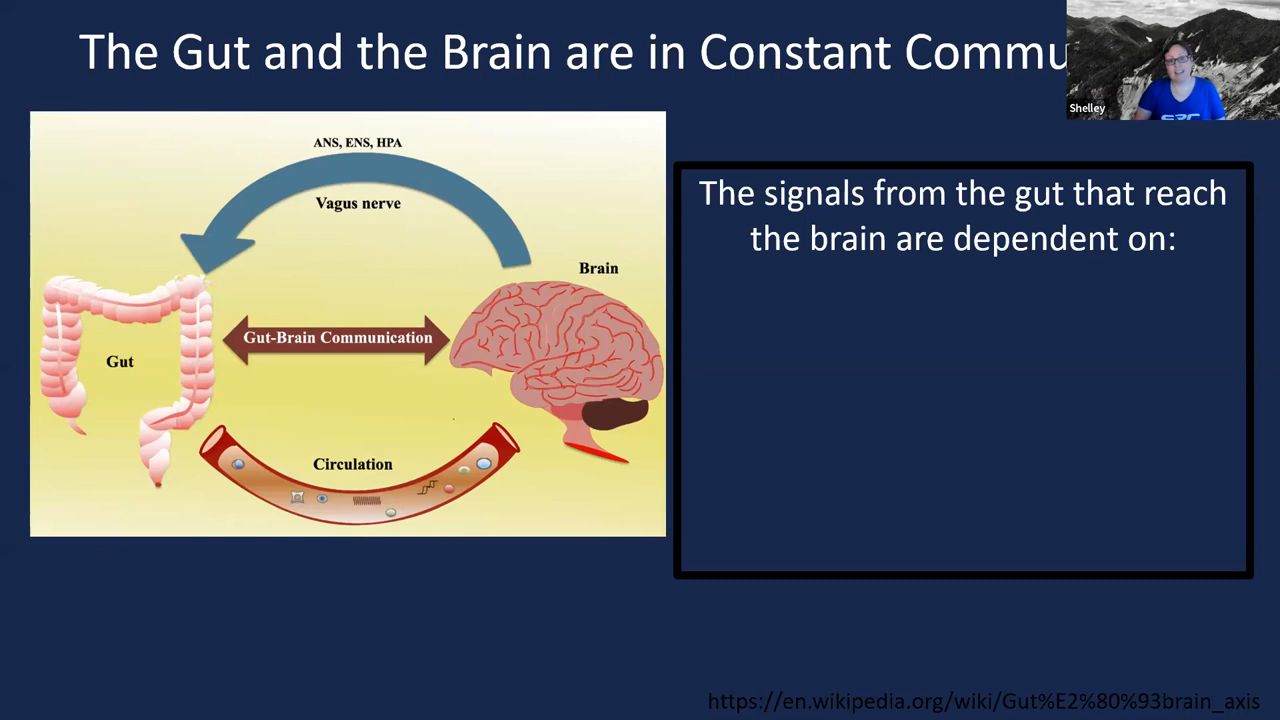 The Gut and the Brain are in Constant Commu
Shelley
ANS, ENS, HPA
Vagus nerve
Brain
Gut-Brain Communication
Gut
Circulation
The signals from the gut that reach
the brain are dependent on:
https://en.wikipedia.org/wiki/Gut%E2%80%93brain_axis